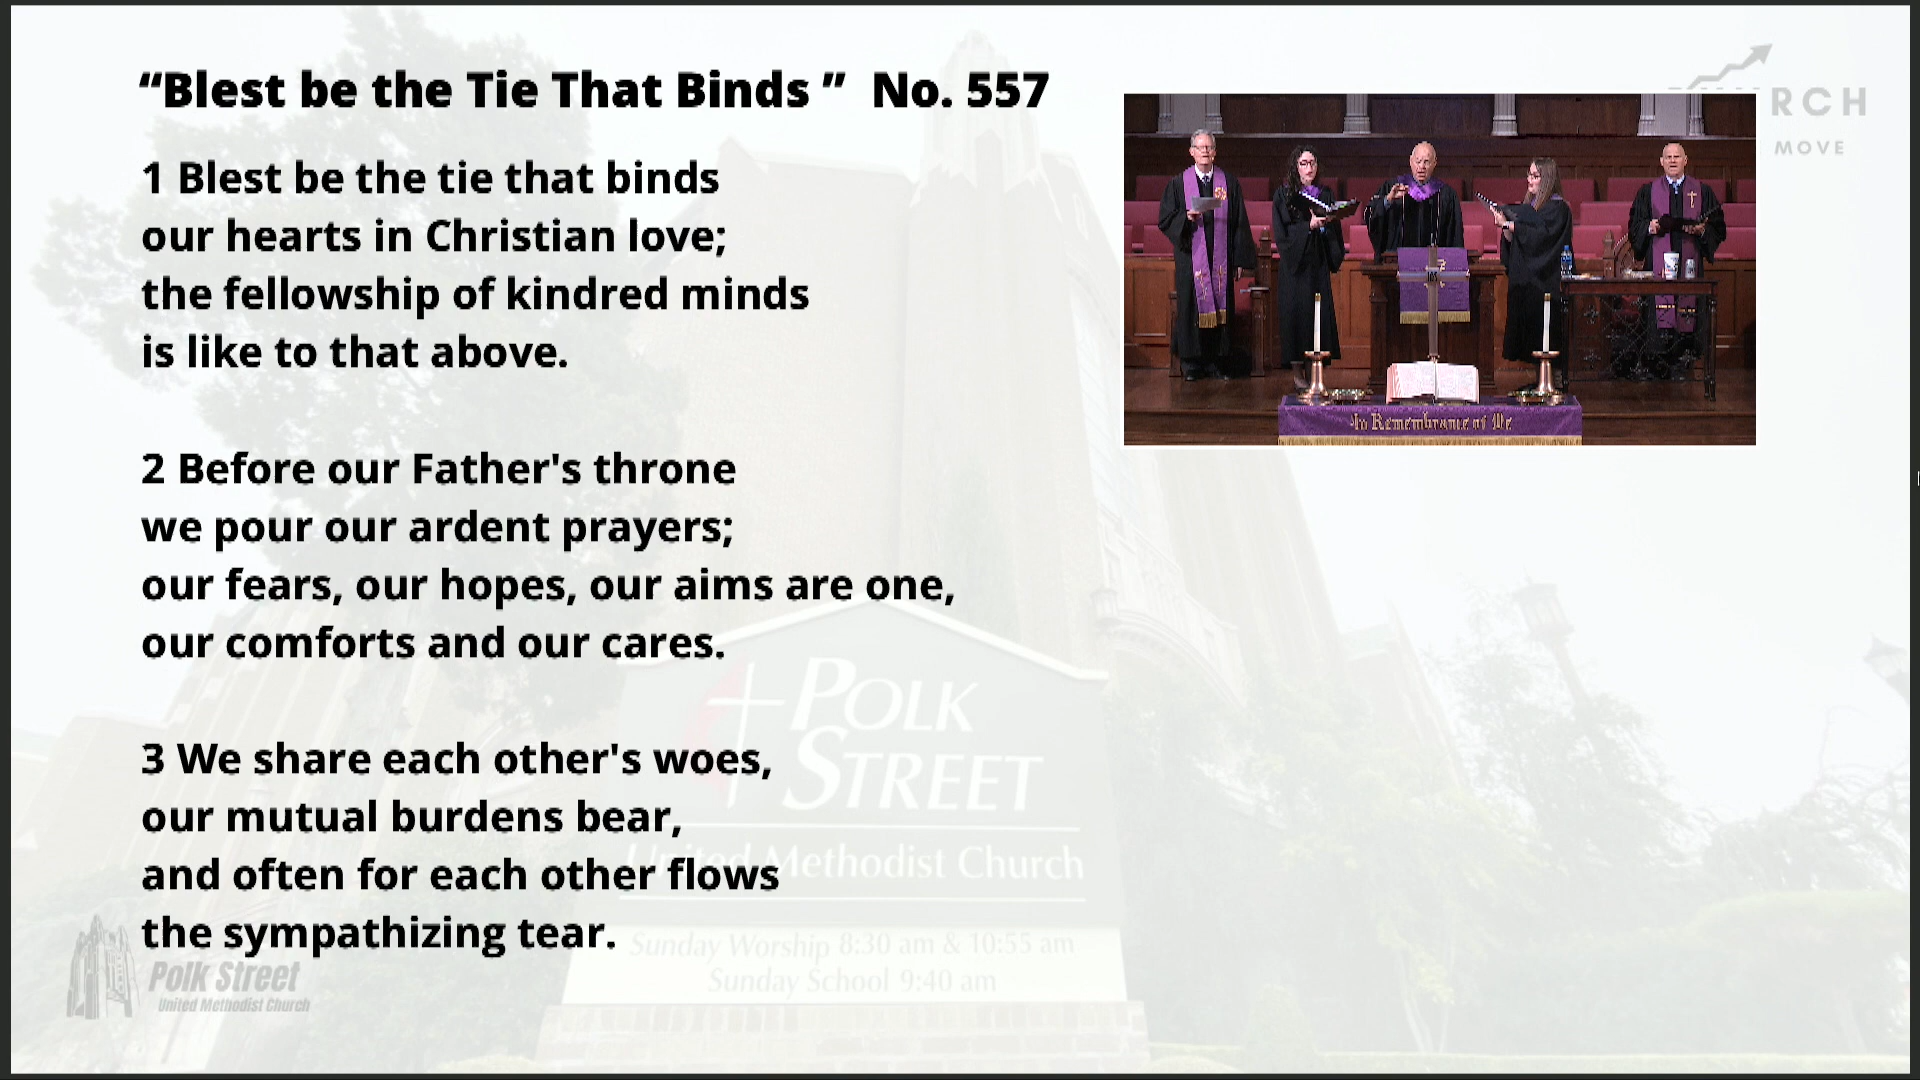 “Blest be the Tie That Binds ” No. 557
1 Blest be the tie that binds
our hearts in Christian love;
the fellowship of kindred minds
is like to that above.
2 Before our Father's throne
we pour our ardent prayers;
our fears, our hopes, our aims are one,
our comforts and our cares.
3 We share each other's woes,
our mutual burdens bear,
and often for each other flows
the sympathizing tear.
RCH
MOVE
In Remembrance of Me
POLK
STREET
United Methodist Church
Sunday Worship 8:30 am & 10:55 am
Sunday School 9:40 am
Polk Street
United Methodist Church